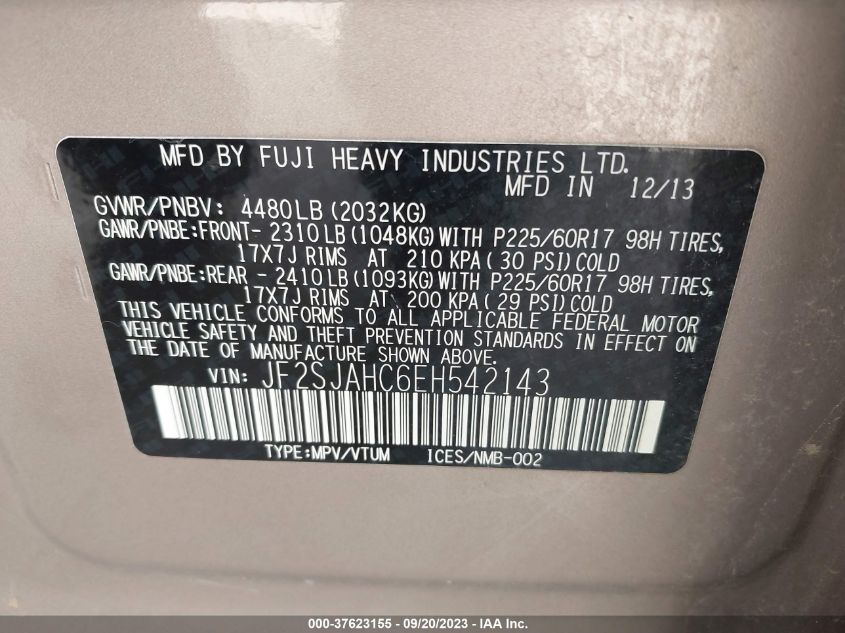 MFD BY FUJI HEAVY INDUSTRIES LTD.
MFD IN 12/13
GVWR/PNBV: 4480LB (2032KG)
GAWR/PNBE:FRONT- 2310LB (1048KG) WITH P225/60R17 98H TIRES,
17X7J RIMS AT 210 KPA ( 30 PSI) COLD
GAWR/PNBE:REAR - 2410LB (1093KG) WITH P225/60R17 98H TIRES,
17X7J RIMS AT 200 KPA ( 29 PSI) COLD
THIS VEHICLE CONFORMS TO ALL APPLICABLE FEDERAL MOTOR
VEHICLE SAFETY AND THEFT PREVENTION STANDARDS IN EFFECT ON
THE DATE OF MANUFACTURE SHOWN ABOVE.
VIN: JF2SJAHC6EH542143
TYPE:MPV/VTUM ICES/NMB-002
000-37623155 - 09/20/2023 - IAA Inc.